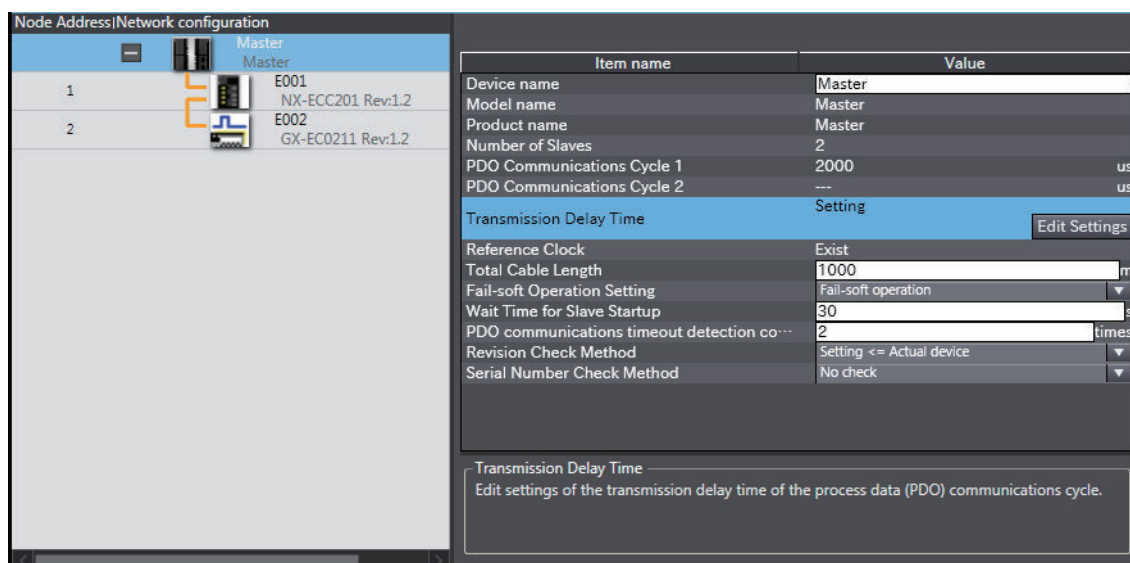 Node Address|Network configuration
Master
Master
1
E001
NX-ECC201 Rev:1.2
2
E002
GX-EC0211 Rev:1.2
Item name Value
Device name Master
Model name Master
Product name Master
Number of Slaves 2
PDO Communications Cycle 1 2000 us
PDO Communications Cycle 2 --- us
Transmission Delay Time Setting
Edit Settings
Reference Clock Exist
Total Cable Length 1000 m
Fail-soft Operation Setting Fail-soft operation
Wait Time for Slave Startup 30 s
PDO communications timeout detection co··· 2 times
Revision Check Method Setting <= Actual device
Serial Number Check Method No check
Transmission Delay Time
Edit settings of the transmission delay time of the process data (PDO) communications cycle.